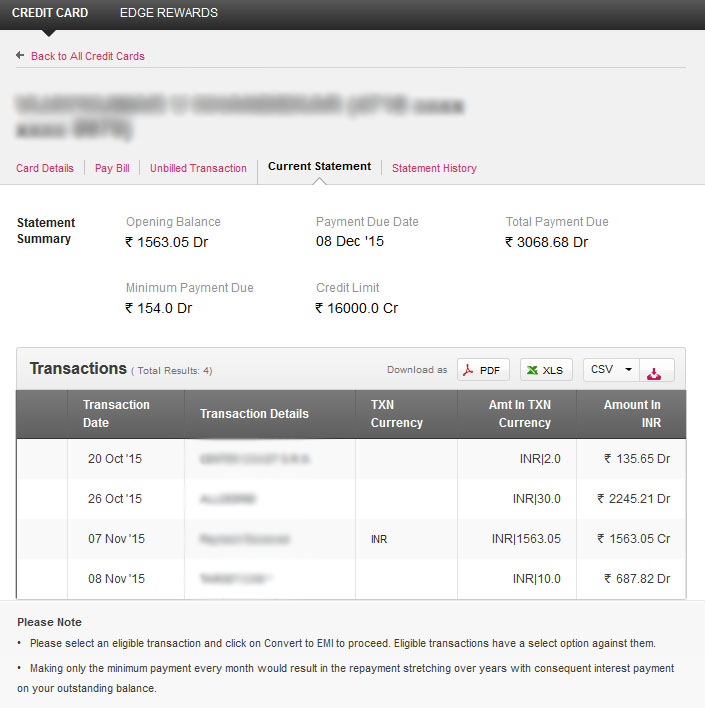 CREDIT CARD EDGE REWARDS
Back to All Credit Cards
Card Details Pay Bill Unbilled Transaction Current Statement Statement History
Statement Summary
Opening Balance Payment Due Date Total Payment Due
₹ 1563.05 Dr 08 Dec '15 ₹ 3068.68 Dr
Minimum Payment Due Credit Limit
₹ 154.0 Dr ₹ 16000.0 Cr
Transactions ( Total Results: 4) Download as PDF XLS CSV
Transaction Date Transaction Details TXN Currency Amt In TXN Currency Amount In INR
20 Oct '15 INR|2.0 ₹ 135.65 Dr
26 Oct '15 INR|30.0 ₹ 2245.21 Dr
07 Nov '15 INR INR|1563.05 ₹ 1563.05 Cr
08 Nov '15 INR|10.0 ₹ 687.82 Dr
Please Note
• Please select an eligible transaction and click on Convert to EMI to proceed. Eligible transactions have a select option against them.
• Making only the minimum payment every month would result in the repayment stretching over years with consequent interest payment
on your outstanding balance.